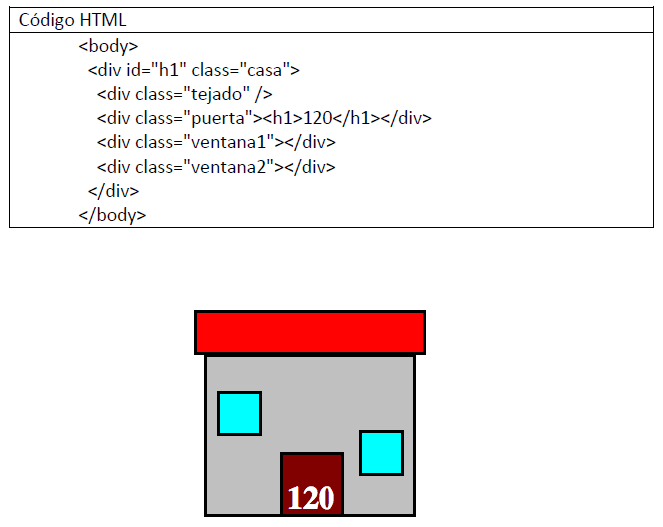 Código HTML
<body>
<div id="h1" class="casa">
<div class="tejado" />
<div class="puerta"><h1>120</h1></div>
<div class="ventana1"></div>
<div class="ventana2"></div>
</div>
</body>
120